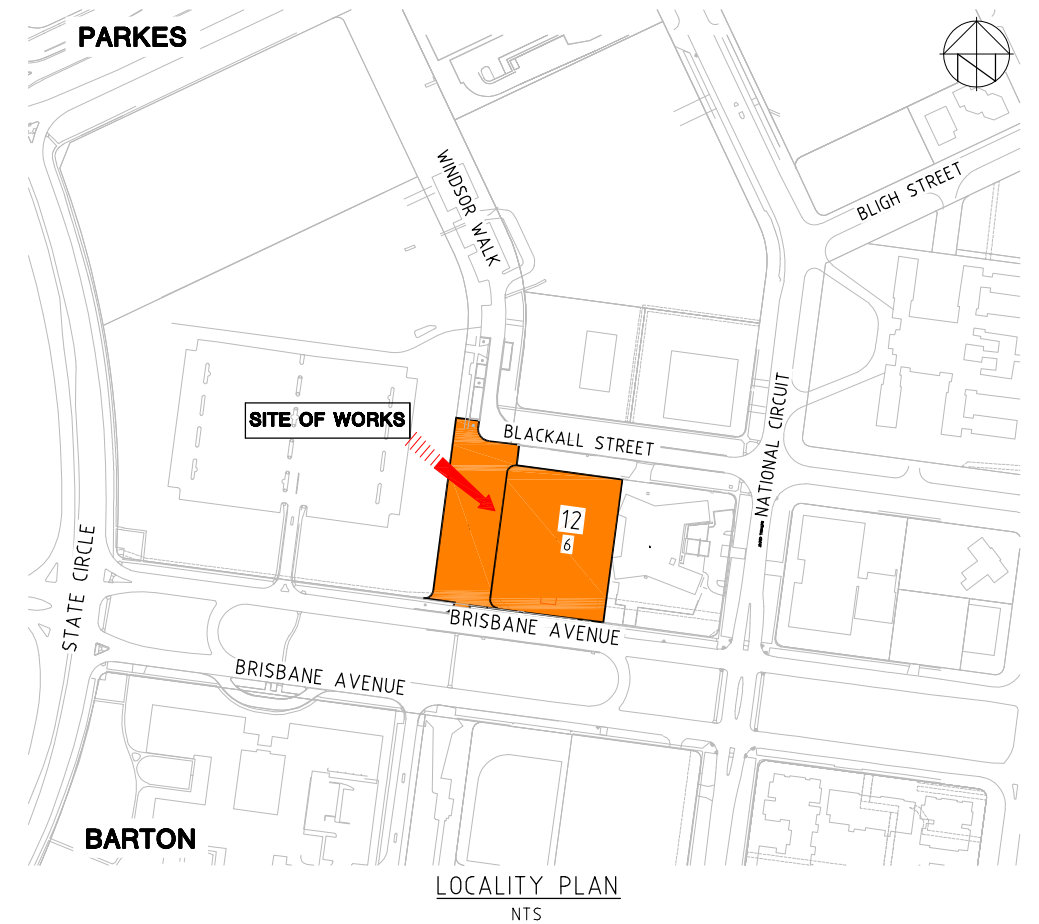 PARKES
N
WINDSOR WALK
BLIGH STREET
NATIONAL CIRCUIT
SITE OF WORKS
BLACKALL STREET
12
6
STATE CIRCLE
BRISBANE AVENUE
BRISBANE AVENUE
BARTON
LOCALITY PLAN
NTS